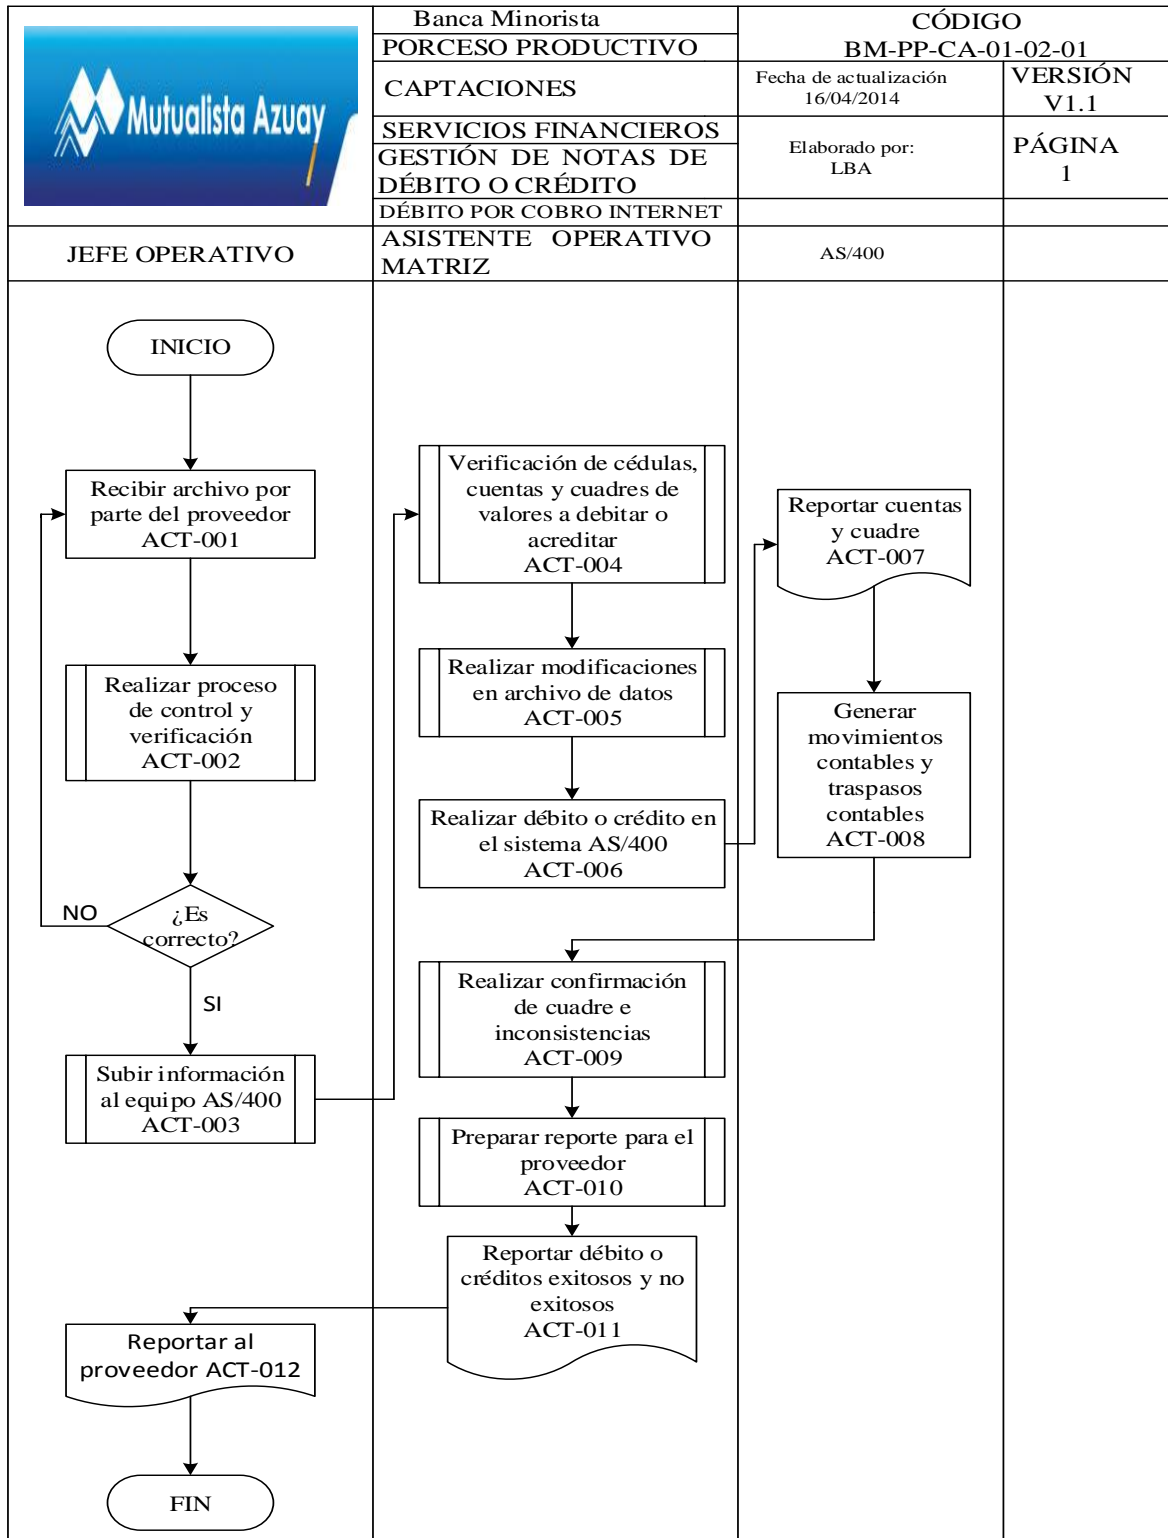 Mutualista Azuay
Banca Minorista
PORCESO PRODUCTIVO
CAPTACIONES
SERVICIOS FINANCIEROS
GESTIÓN DE NOTAS DE
DÉBITO O CRÉDITO
DÉBITO POR COBRO INTERNET
CÓDIGO
BM-PP-CA-01-02-01
Fecha de actualización
16/04/2014
VERSIÓN
V1.1
Elaborado por:
LBA
PÁGINA
1
JEFE OPERATIVO
ASISTENTE OPERATIVO
MATRIZ
AS/400
INICIO
Recibir archivo por
parte del proveedor
ACT-001
Realizar proceso
de control y
verificación
ACT-002
¿Es
correcto?
NO
SI
Subir información
al equipo AS/400
ACT-003
Verificación de cédulas,
cuentas y cuadres de
valores a debitar o
acreditar
ACT-004
Realizar modificaciones
en archivo de datos
ACT-005
Realizar débito o crédito en
el sistema AS/400
ACT-006
Reportar cuentas
y cuadre
ACT-007
Generar
movimientos
contables y
traspasos
contables
ACT-008
Realizar confirmación
de cuadre e
inconsistencias
ACT-009
Preparar reporte para el
proveedor
ACT-010
Reportar débito o
créditos exitosos y no
exitosos
ACT-011
Reportar al
proveedor ACT-012
FIN